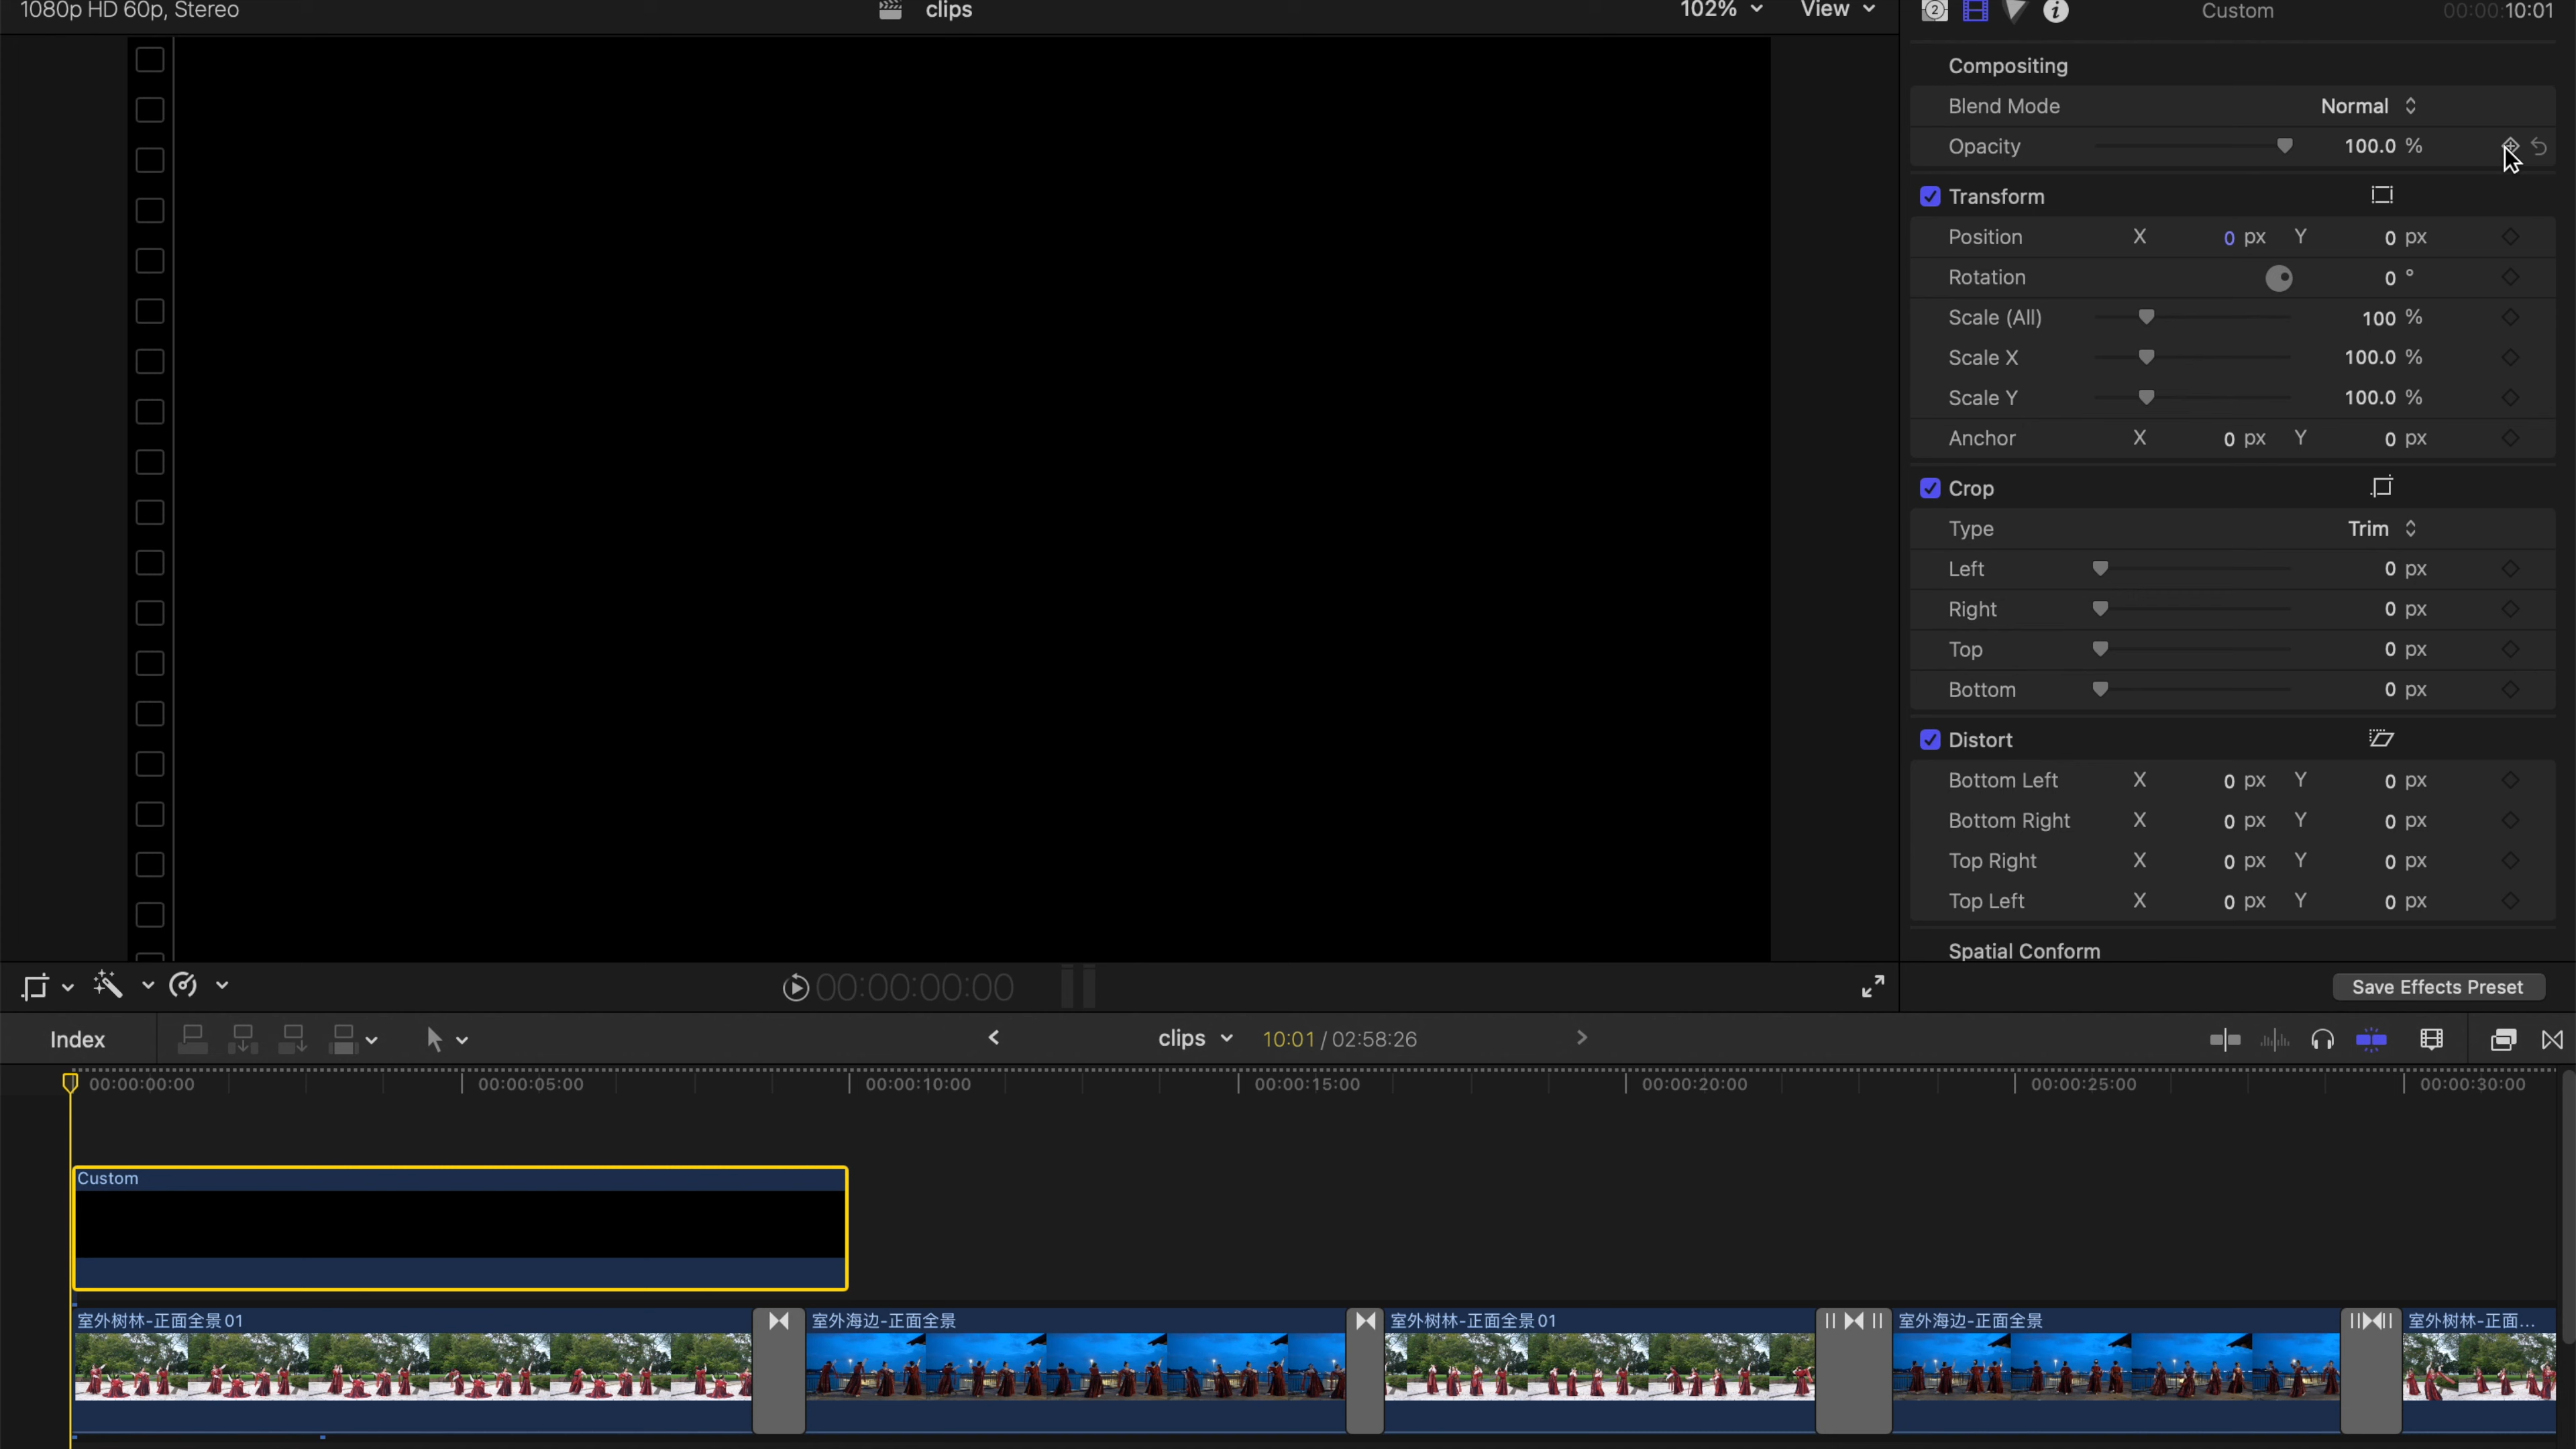 1080p HD 60p, Stereo
clips
102%
View
2
Custom
00:00:10:01
Compositing
Blend Mode
Normal
Opacity
100.0 %
Transform
Position X 0 px Y 0 px
Rotation 0 °
Scale (All) 100 %
Scale X 100.0 %
Scale Y 100.0 %
Anchor X 0 px Y 0 px
Crop
Type Trim
Left 0 px
Right 0 px
Top 0 px
Bottom 0 px
Distort
Bottom Left X 0 px Y 0 px
Bottom Right X 0 px Y 0 px
Top Right X 0 px Y 0 px
Top Left X 0 px Y 0 px
Spatial Conform
00:00:00:00
Save Effects Preset
Index
clips
10:01 / 02:58:26
00:00:00:00
00:00:05:00
00:00:10:00
00:00:15:00
00:00:20:00
00:00:25:00
00:00:30:00
Custom
室外树林-正面全景 01
室外海边-正面全景
室外树林-正面全景 01
室外海边-正面全景
室外树林-正面...